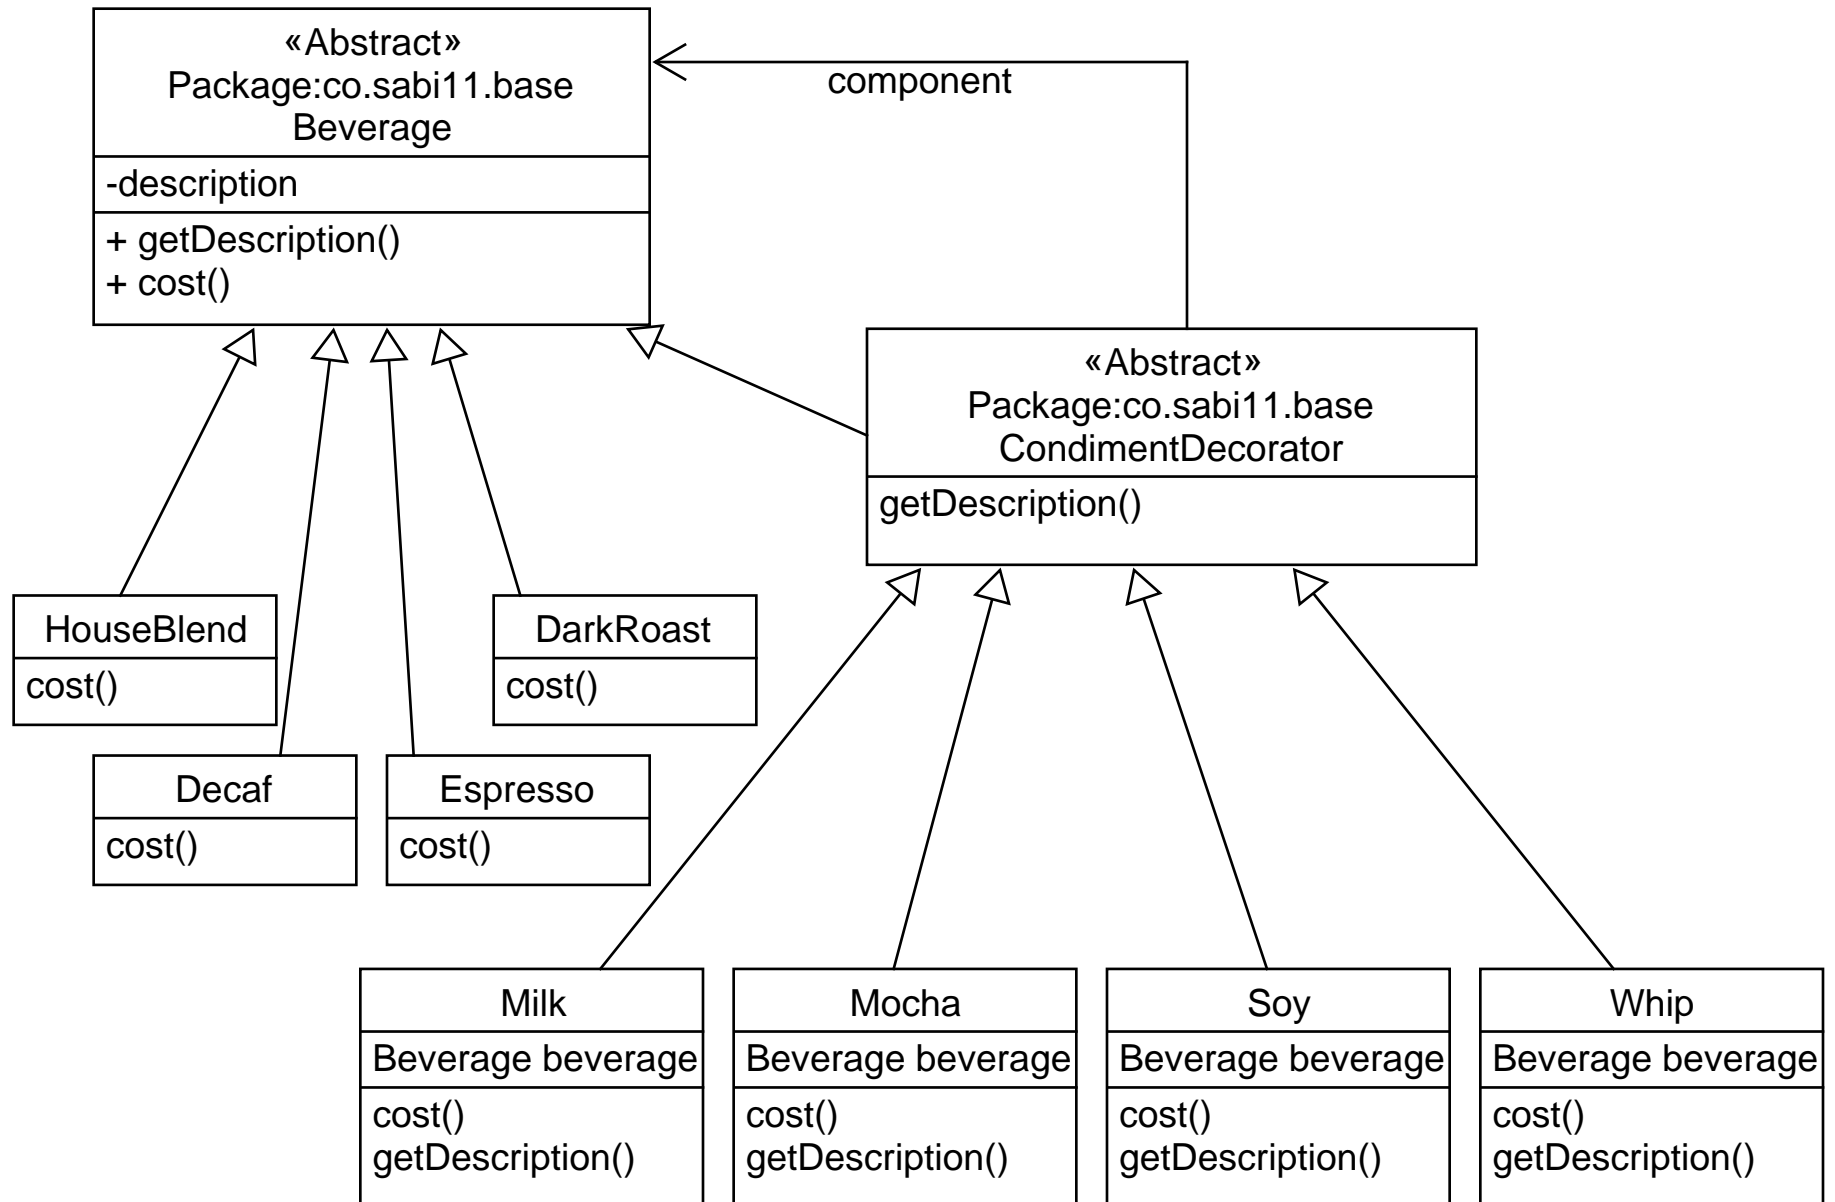 «Abstract»
Package:co.sabi11.base
Beverage
-description
+ getDescription()
+ cost()
component
«Abstract»
Package:co.sabi11.base
CondimentDecorator
getDescription()
HouseBlend
cost()
DarkRoast
cost()
Decaf
cost()
Espresso
cost()
Milk
Beverage beverage
cost()
getDescription()
Mocha
Beverage beverage
cost()
getDescription()
Soy
Beverage beverage
cost()
getDescription()
Whip
Beverage beverage
cost()
getDescription()